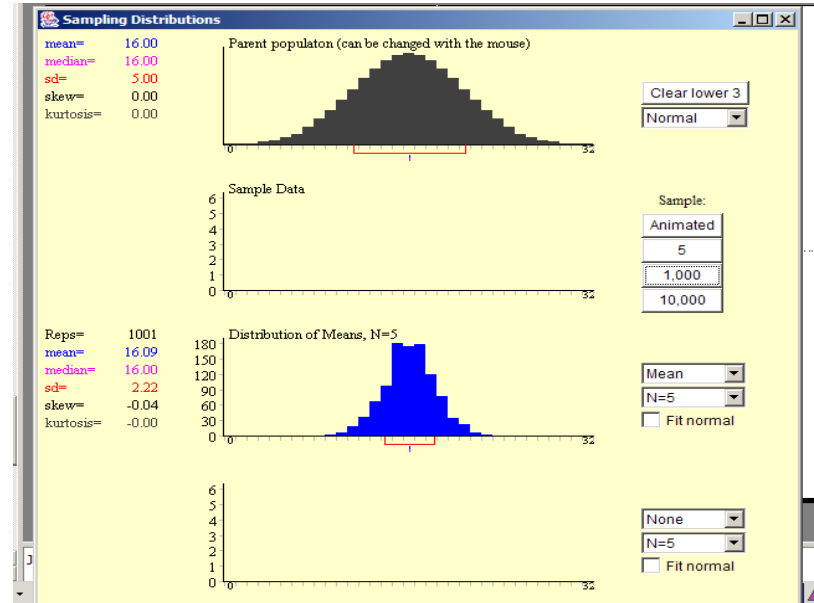 Sampling Distributions
mean= 16.00
median= 16.00
sd= 5.00
skew= 0.00
kurtosis= 0.00
Parent populaton (can be changed with the mouse)
0 32
Clear lower 3
Normal
Sample Data
6
5
4
3
2
1
0
0 32
Sample:
Animated
5
1,000
10,000
Reps= 1001
mean= 16.09
median= 16.00
sd= 2.22
skew= -0.04
kurtosis= -0.00
Distribution of Means, N=5
180
150
120
90
60
30
0
0 32
Mean
N=5
Fit normal
6
5
4
3
2
1
0
0 32
None
N=5
Fit normal
J